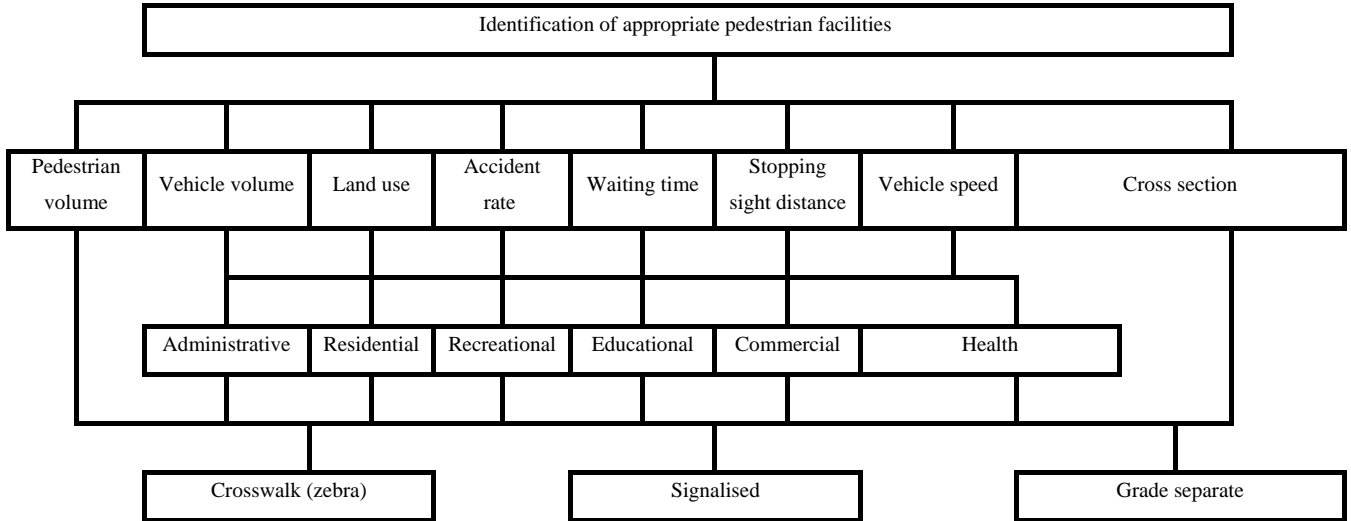 Identification of appropriate pedestrian facilities
Pedestrian
volume
Vehicle volume
Land use
Accident
rate
Waiting time
Stopping
sight distance
Vehicle speed
Cross section
Administrative
Residential
Recreational
Educational
Commercial
Health
Crosswalk (zebra)
Signalised
Grade separate